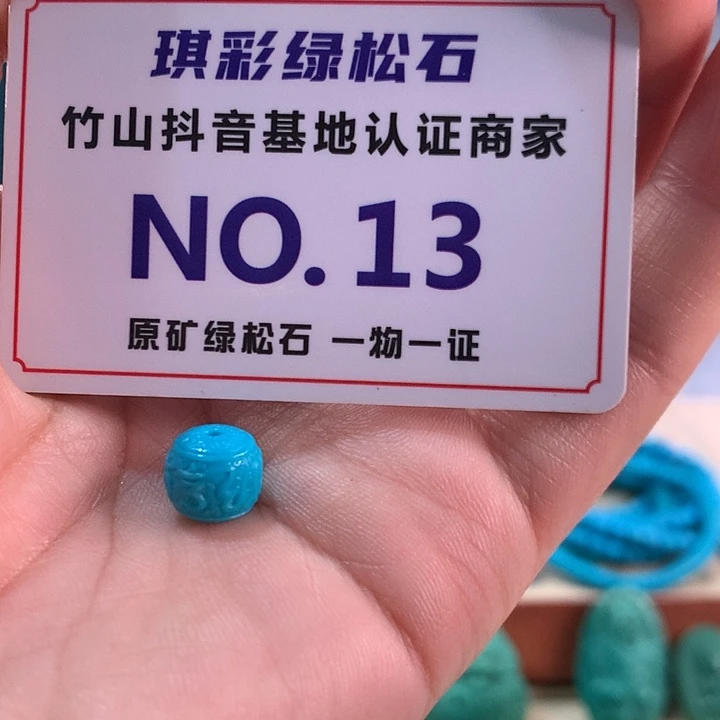 琪彩绿松石
竹山抖音基地认证商家
NO.13
原矿绿松石 一物一证